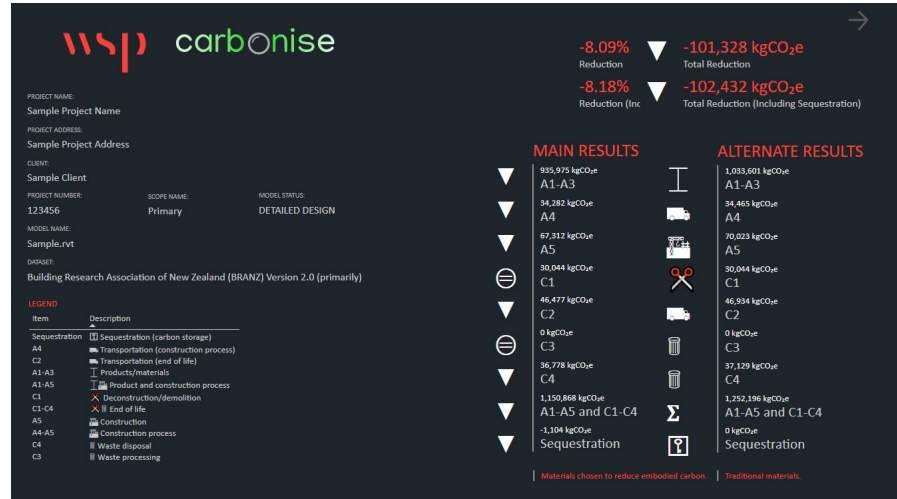 wsp carbonise
-8.09%
Reduction
-101,328 kgCO₂e
Total Reduction
-8.18%
Reduction (Inc
-102,432 kgCO₂e
Total Reduction (Including Sequestration)
PROJECT NAME:
Sample Project Name
PROJECT ADDRESS:
Sample Project Address
CLIENT:
Sample Client
PROJECT NUMBER: SCOPE NAME: MODEL STATUS:
123456 Primary DETAILED DESIGN
MODEL NAME:
Sample.rvt
DATASET:
Building Research Association of New Zealand (BRANZ) Version 2.0 (primarily)
LEGEND
Item Description
Sequestration Sequestration (carbon storage)
A4 Transportation (construction process)
C2 Transportation (end of life)
A1-A3 Products/materials
A1-A5 Product and construction process
C1 Deconstruction/demolition
C1-C4 End of life
A5 Construction
A4-A5 Construction process
C4 Waste disposal
C3 Waste processing
MAIN RESULTS
935,975 kgCO₂e
A1-A3
34,282 kgCO₂e
A4
67,312 kgCO₂e
A5
30,044 kgCO₂e
C1
46,477 kgCO₂e
C2
0 kgCO₂e
C3
36,778 kgCO₂e
C4
1,150,868 kgCO₂e
A1-A5 and C1-C4
-1,104 kgCO₂e
Sequestration
Materials chosen to reduce embodied carbon.
Σ
ALTERNATE RESULTS
1,033,601 kgCO₂e
A1-A3
34,465 kgCO₂e
A4
70,023 kgCO₂e
A5
30,044 kgCO₂e
C1
46,934 kgCO₂e
C2
0 kgCO₂e
C3
37,129 kgCO₂e
C4
1,252,196 kgCO₂e
A1-A5 and C1-C4
0 kgCO₂e
Sequestration
Traditional materials.